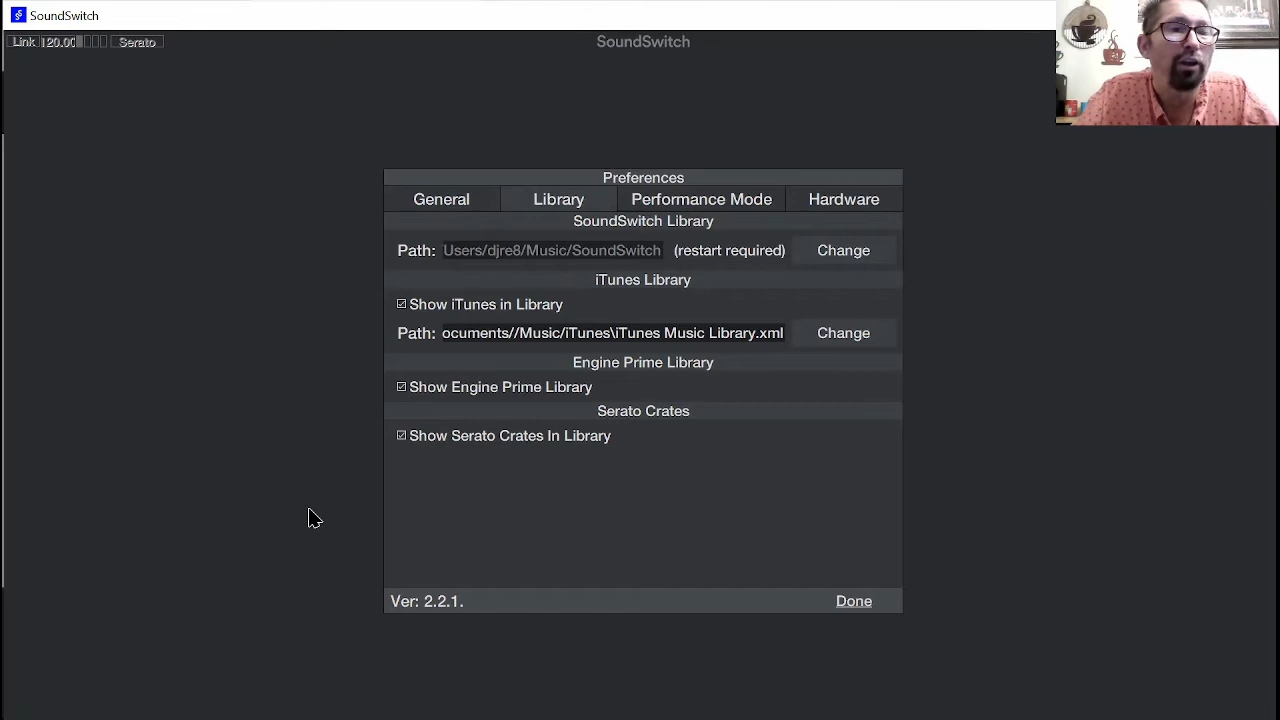 SoundSwitch
Link 120.00 Serato SoundSwitch
Preferences
General Library Performance Mode Hardware
SoundSwitch Library
Path: Users/djre8/Music/SoundSwitch (restart required) Change
iTunes Library
Show iTunes in Library
Path: ocuments//Music/iTunes\iTunes Music Library.xml Change
Engine Prime Library
Show Engine Prime Library
Serato Crates
Show Serato Crates In Library
Ver: 2.2.1. Done